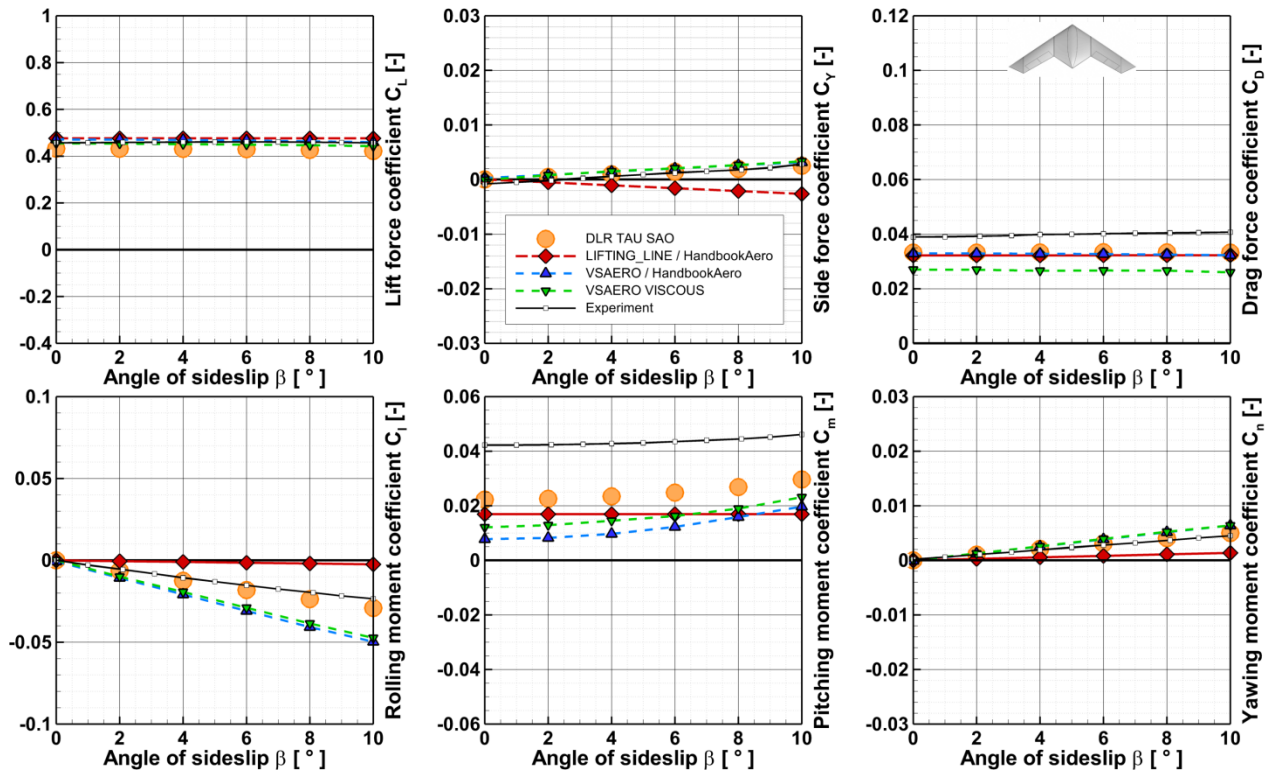 1
0.8
0.6
0.4
0.2
0
-0.2
0.4
0 2 4 6 8 10
Angle of sideslip β [ ° ]
Lift force coefficient C_L [-]
0.03
0.02
0.01
0
-0.01
-0.02
-0.03
0 2 4 6 8 10
Angle of sideslip β [ ° ]
Side force coefficient C_Y [-]
DLR TAU SAO
LIFTING_LINE / HandbookAero
VSAERO / HandbookAero
VSAERO VISCOUS
Experiment
0.12
0.1
0.08
0.06
0.04
0.02
0
0 2 4 6 8 10
Angle of sideslip β [ ° ]
Drag force coefficient C_D [-]
0.1
0.05
0
-0.05
-0.1
0 2 4 6 8 10
Angle of sideslip β [ ° ]
Rolling moment coefficient C_l [-]
0.06
0.04
0.02
0
-0.02
-0.04
-0.06
0 2 4 6 8 10
Angle of sideslip β [ ° ]
Pitching moment coefficient C_m [-]
0.03
0.02
0.01
0
-0.01
-0.02
-0.03
0 2 4 6 8 10
Angle of sideslip β [ ° ]
Yawing moment coefficient C_n [-]